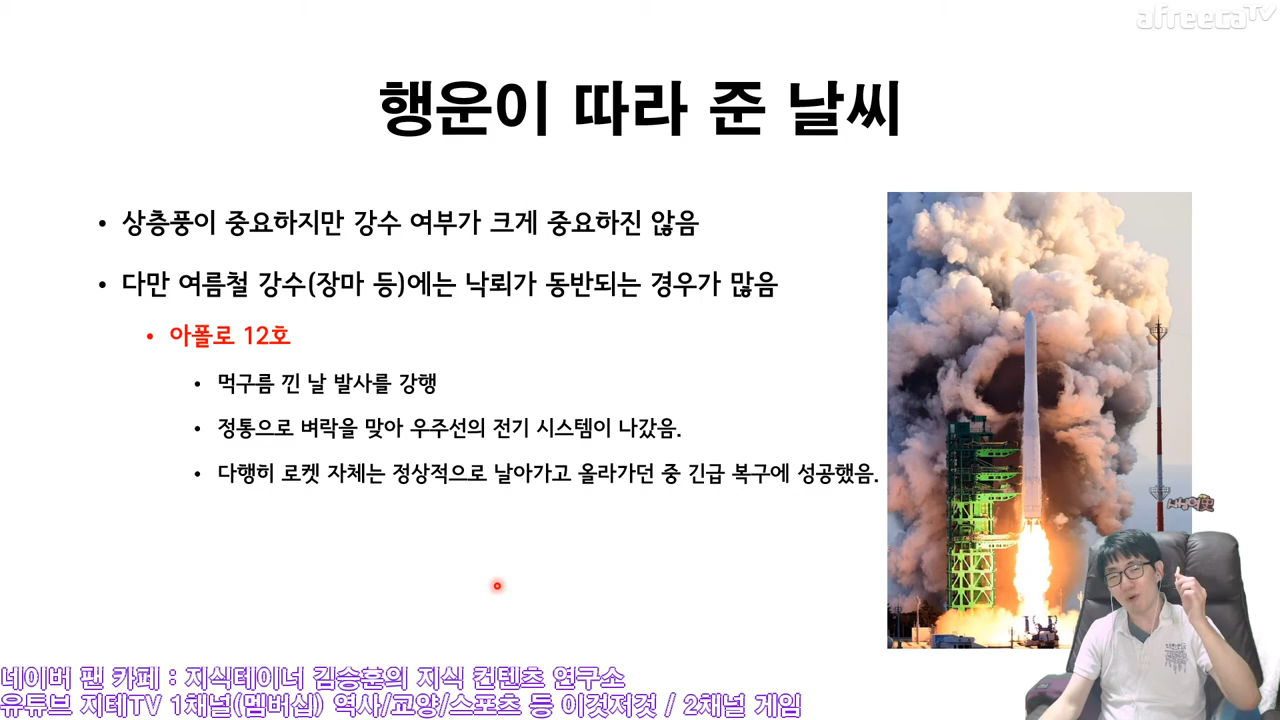 afreecaTV
행운이 따라 준 날씨
• 상층풍이 중요하지만 강수 여부가 크게 중요하진 않음
• 다만 여름철 강수(장마 등)에는 낙뢰가 동반되는 경우가 많음
• 아폴로 12호
• 먹구름 낀 날 발사를 강행
• 정통으로 벼락을 맞아 우주선의 전기 시스템이 나갔음.
• 다행히 로켓 자체는 정상적으로 날아가고 올라가던 중 긴급 복구에 성공했음.
네이버 팬 카페 : 지식테이너 김승훈의 지식 컨텐츠 연구소
유튜브 지테TV 1채널(멤버십) 역사/교양/스포츠 등 이것저것 / 2채널 게임